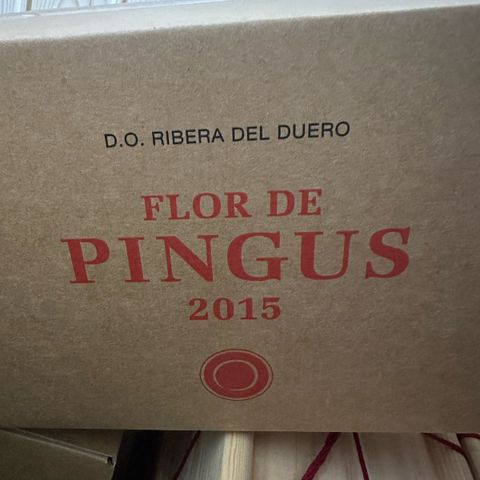 D.O. RIBERA DEL DUERO
FLOR DE
PINGUS
2015